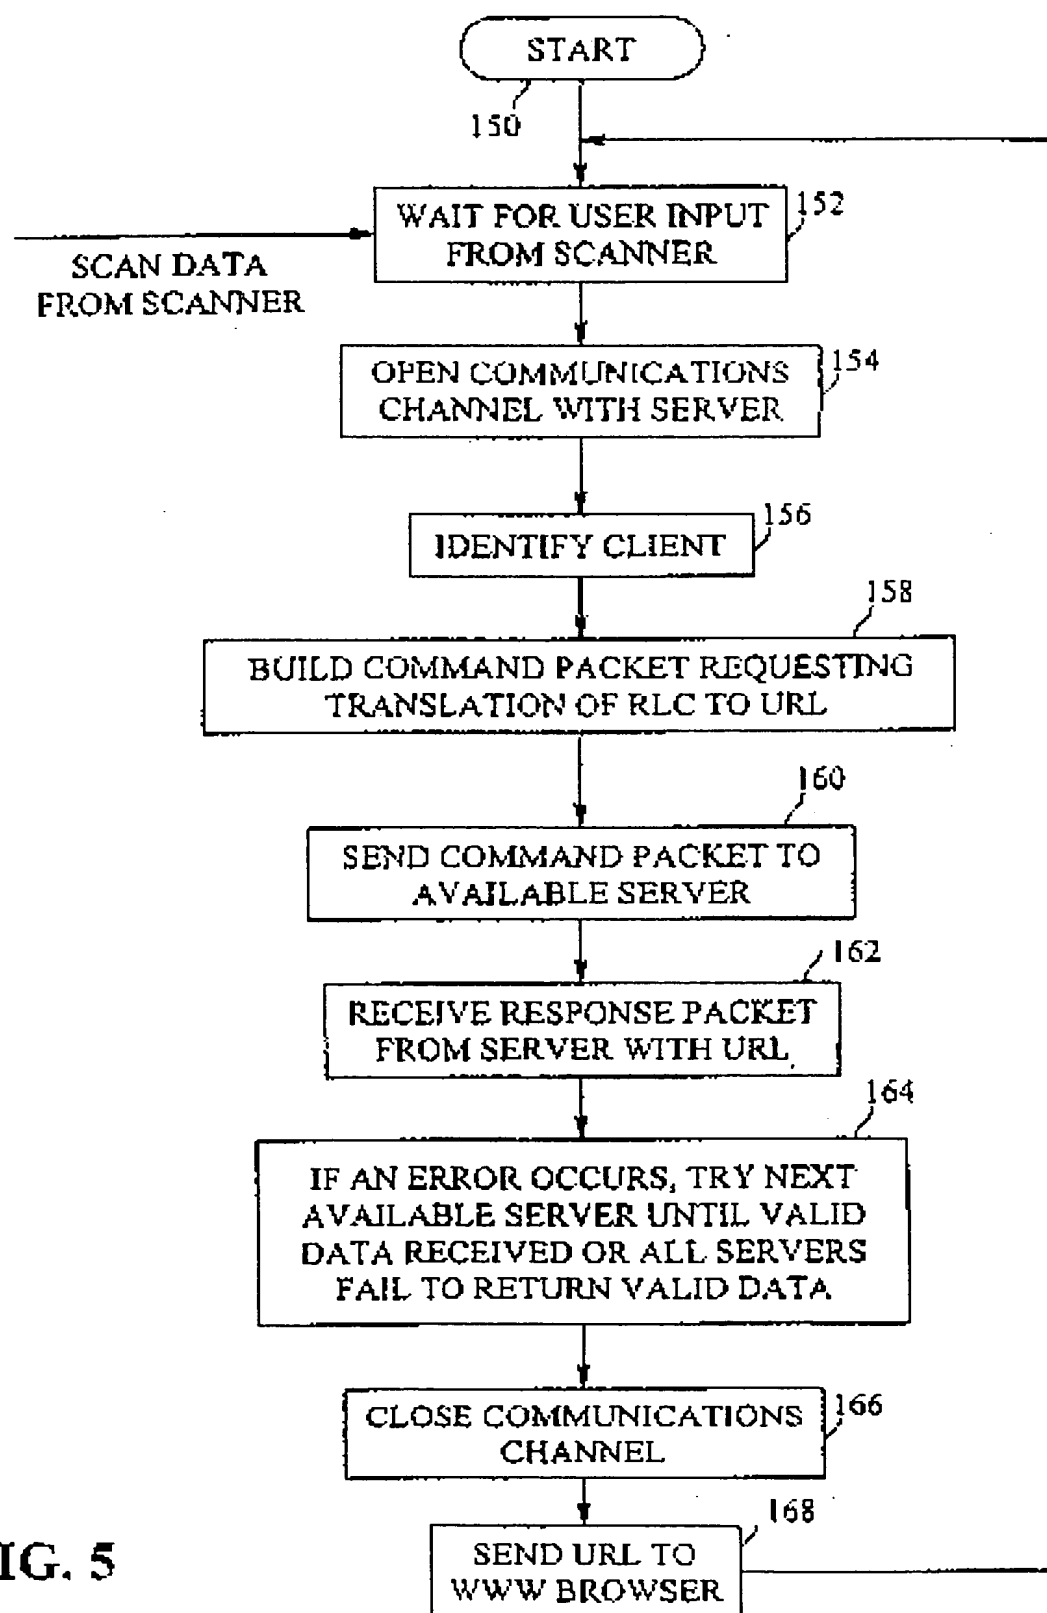 START
150
WAIT FOR USER INPUT
FROM SCANNER
152
SCAN DATA
FROM SCANNER
OPEN COMMUNICATIONS
CHANNEL WITH SERVER
154
IDENTIFY CLIENT
156
158
BUILD COMMAND PACKET REQUESTING
TRANSLATION OF RLC TO URL
160
SEND COMMAND PACKET TO
AVAILABLE SERVER
162
RECEIVE RESPONSE PACKET
FROM SERVER WITH URL
164
IF AN ERROR OCCURS, TRY NEXT
AVAILABLE SERVER UNTIL VALID
DATA RECEIVED OR ALL SERVERS
FAIL TO RETURN VALID DATA
CLOSE COMMUNICATIONS
CHANNEL
166
168
SEND URL TO
WWW BROWSER
IG. 5